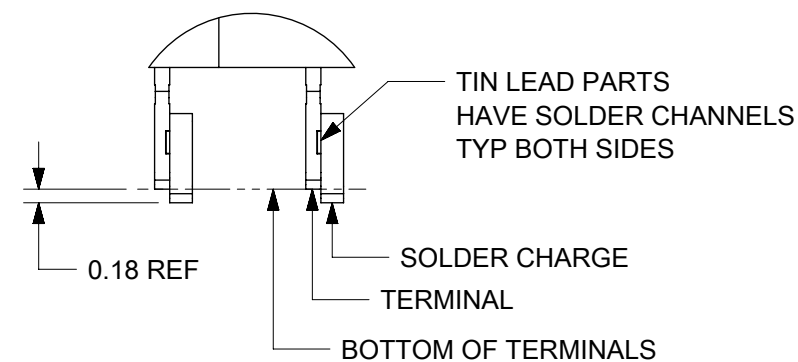 TIN LEAD PARTS
HAVE SOLDER CHANNELS
TYP BOTH SIDES
0.18 REF
SOLDER CHARGE
TERMINAL
BOTTOM OF TERMINALS